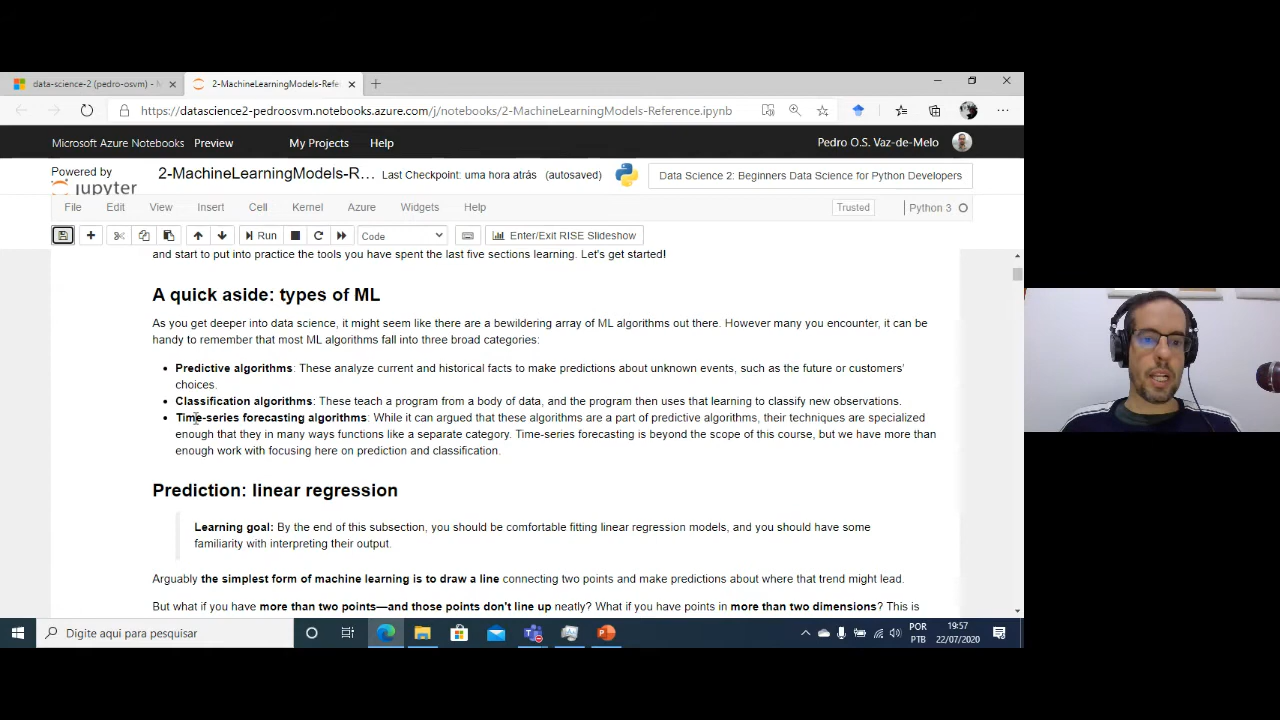 data-science-2 (pedro-osvm) - M
2-MachineLearningModels-Refe
https://datascience2-pedroosvm.notebooks.azure.com/j/notebooks/2-MachineLearningModels-Reference.ipynb
Microsoft Azure Notebooks Preview My Projects Help Pedro O.S. Vaz-de-Melo
Powered by
jupyter
2-MachineLearningModels-R... Last Checkpoint: uma hora atrás (autosaved) Data Science 2: Beginners Data Science for Python Developers
File Edit View Insert Cell Kernel Azure Widgets Help Trusted Python 3
Run Code Enter/Exit RISE Slideshow
and start to put into practice the tools you have spent the last five sections learning. Let's get started!
A quick aside: types of ML
As you get deeper into data science, it might seem like there are a bewildering array of ML algorithms out there. However many you encounter, it can be
handy to remember that most ML algorithms fall into three broad categories:
• Predictive algorithms: These analyze current and historical facts to make predictions about unknown events, such as the future or customers'
choices.
• Classification algorithms: These teach a program from a body of data, and the program then uses that learning to classify new observations.
• Time-series forecasting algorithms: While it can argued that these algorithms are a part of predictive algorithms, their techniques are specialized
enough that they in many ways functions like a separate category. Time-series forecasting is beyond the scope of this course, but we have more than
enough work with focusing here on prediction and classification.
Prediction: linear regression
Learning goal: By the end of this subsection, you should be comfortable fitting linear regression models, and you should have some
familiarity with interpreting their output.
Arguably the simplest form of machine learning is to draw a line connecting two points and make predictions about where that trend might lead.
But what if you have more than two points—and those points don't line up neatly? What if you have points in more than two dimensions? This is
Digite aqui para pesquisar
POR
PTB
19:57
22/07/2020